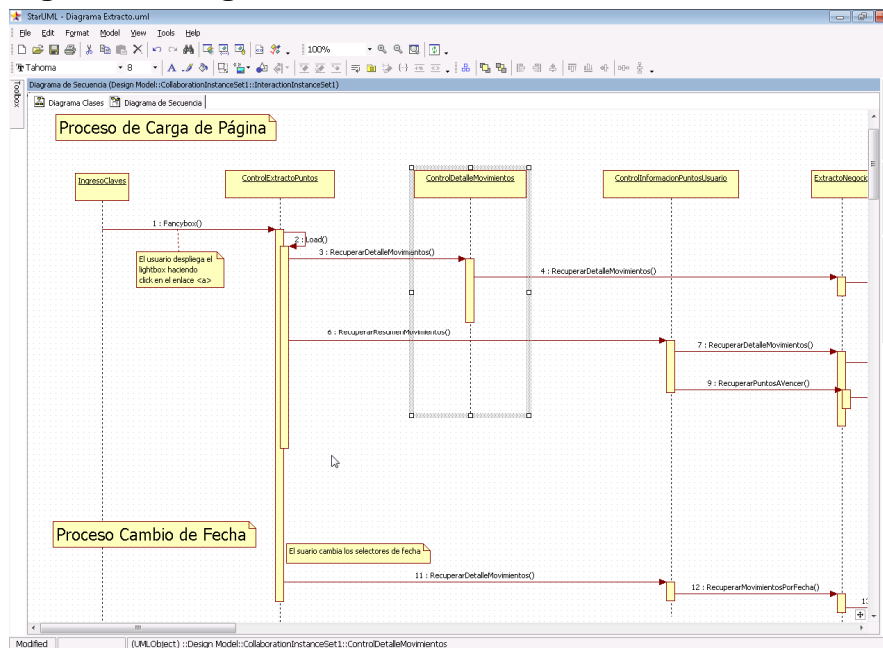 StarUML - Diagrama Extracto.uml
File Edit Format Model View Tools Help
100%
Tahoma 8
Diagrama de Secuencia (Design Model::CollaborationInstanceSet1::InteractionInstanceSet1)
Toolbox
Diagrama Clases Diagrama de Secuencia
Proceso de Carga de Página
IngresoClaves
ControlExtractoPuntos
ControlDetalleMovimientos
ControlInformacionPuntosUsuario
ExtractoNegocio
1 : Fancybox()
2 : Load()
3 : RecuperarDetalleMovimientos()
El usuario despliega el
lightbox haciendo
click en el enlace <a>
4 : RecuperarDetalleMovimientos()
6 : RecuperarResumenMovimientos()
7 : RecuperarDetalleMovimientos()
9 : RecuperarPuntosAVencer()
Proceso Cambio de Fecha
El suario cambia los selectores de fecha
11 : RecuperarDetalleMovimientos()
12 : RecuperarMovimientosPorFecha()
Modified
(UMLObject) ::Design Model::CollaborationInstanceSet1::ControlDetalleMovimientos